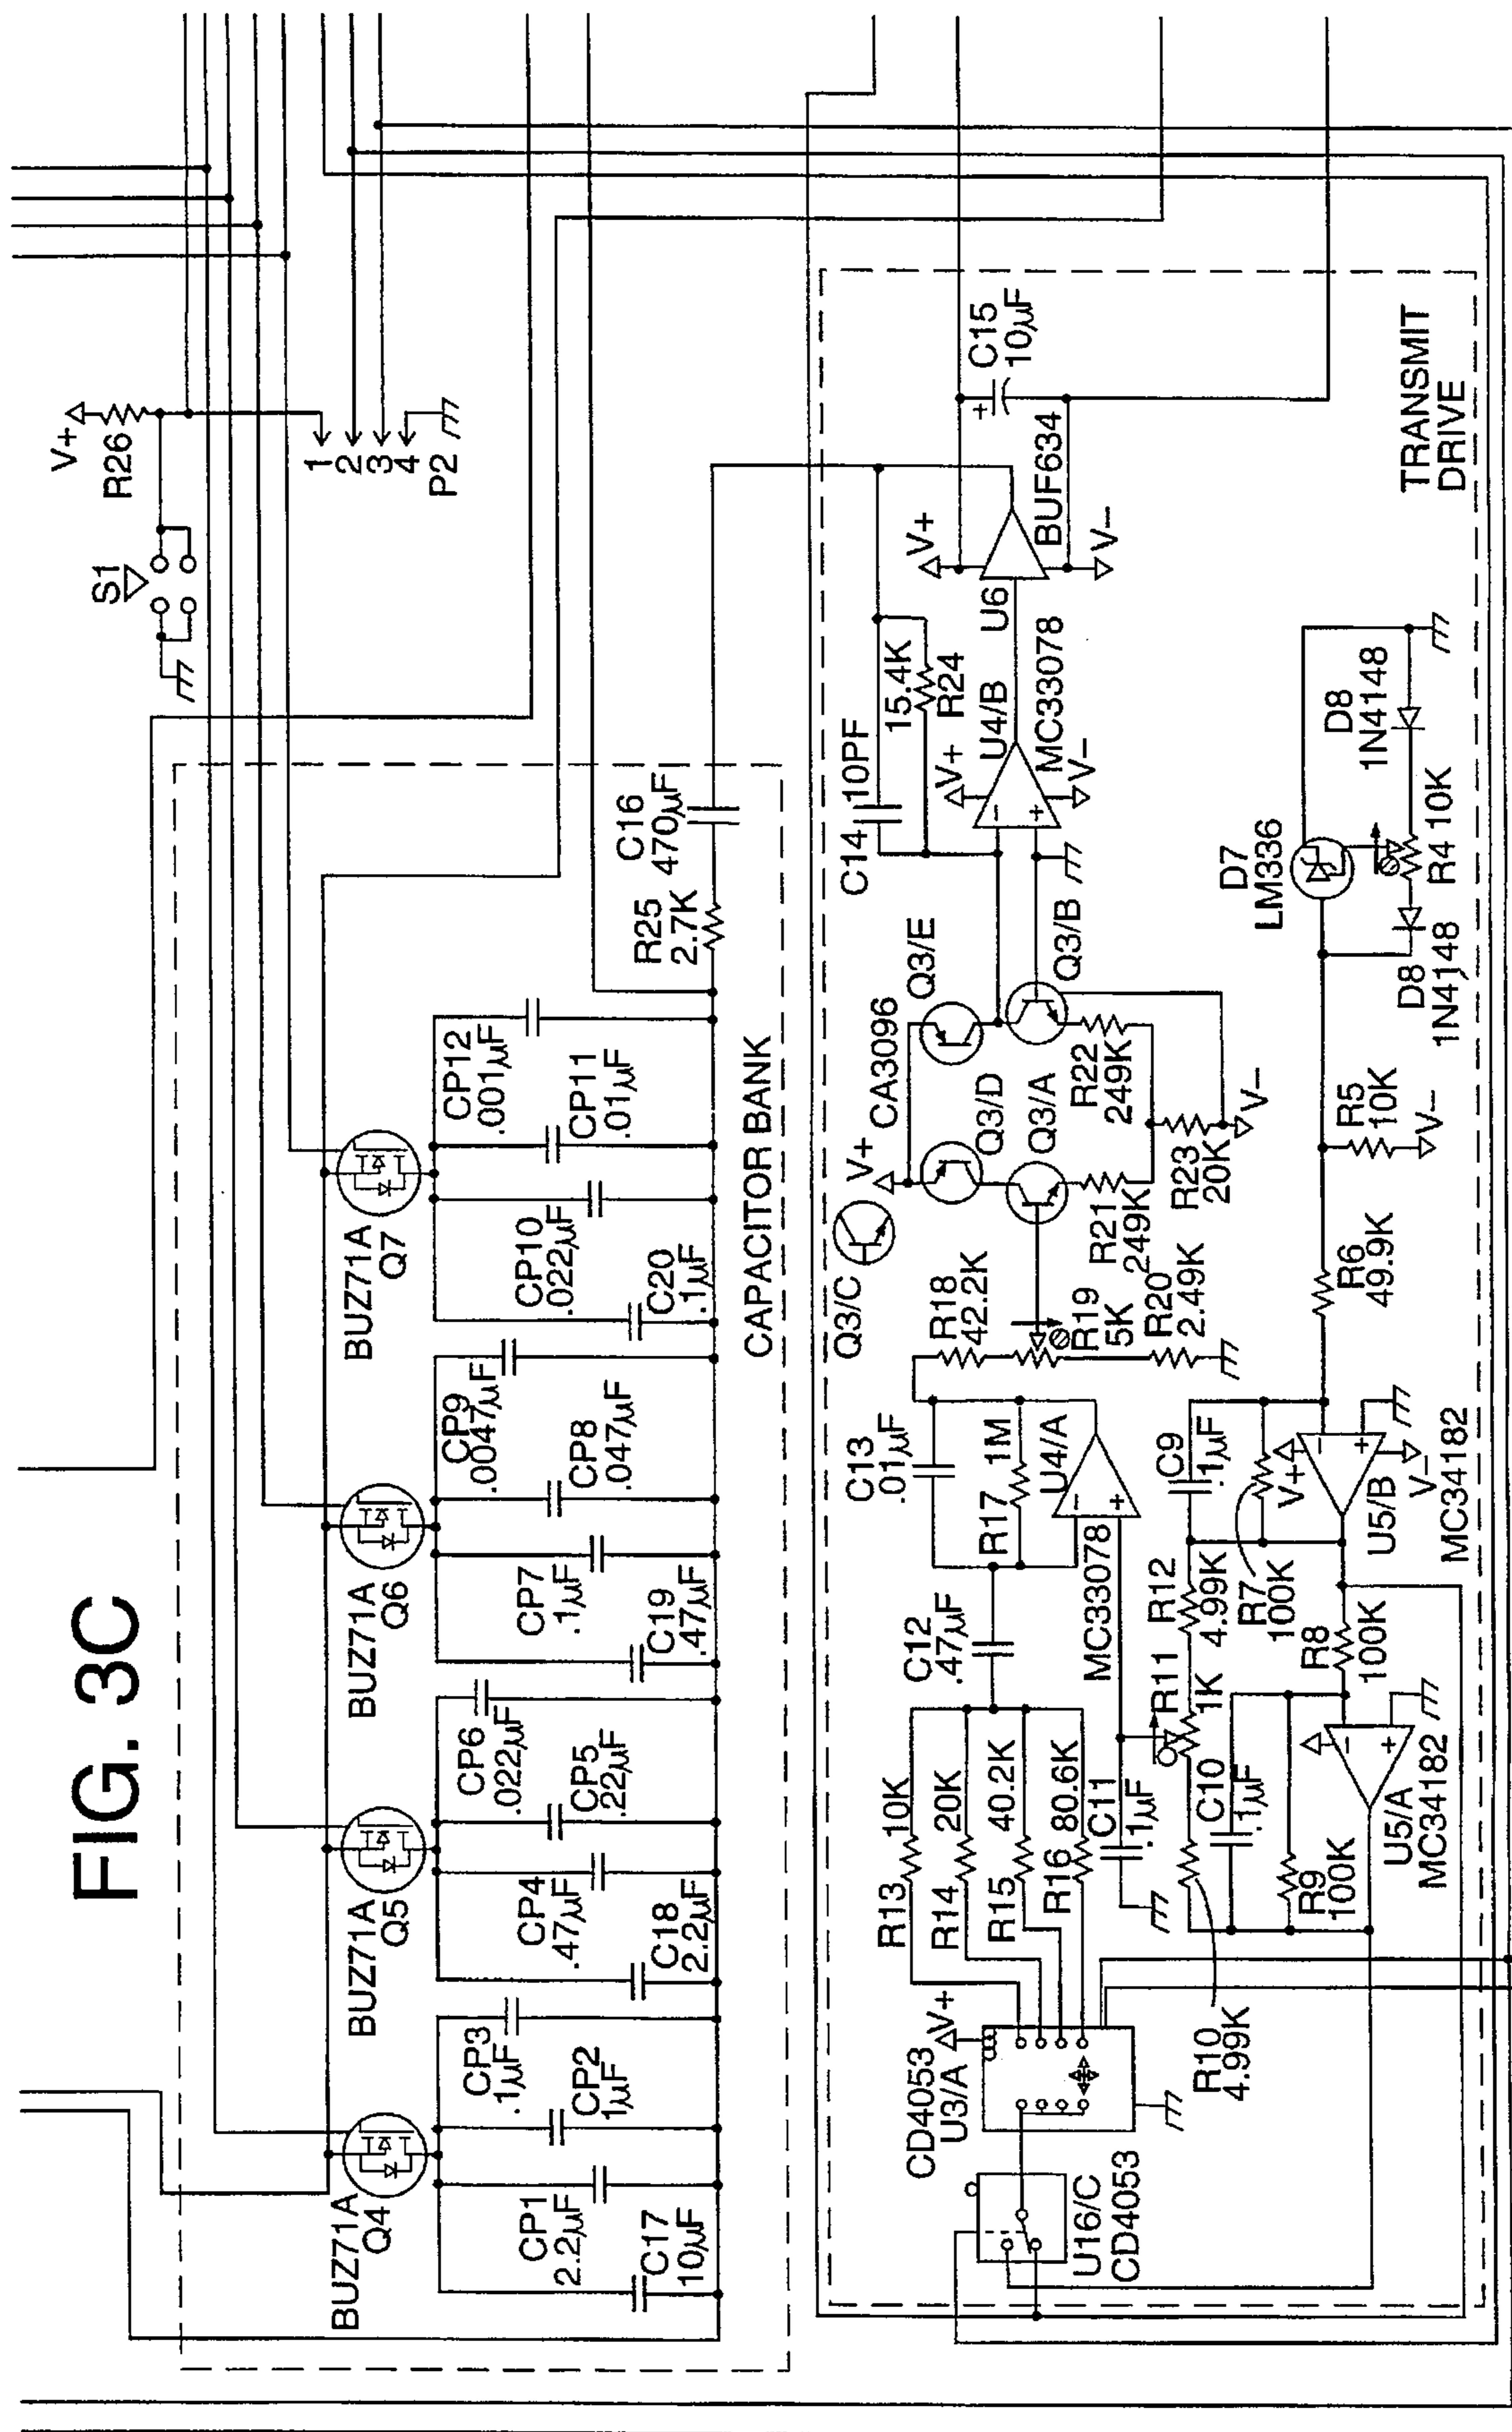 FIG. 3C
V+
R26
S1
1
2
3
4
P2
BUZ71A
Q4
BUZ71A
Q5
BUZ71A
Q6
BUZ71A
Q7
CP1
2.2µF
C17
10µF
CP2
1µF
CP3
.1µF
CP4
.47µF
C18
2.2µF
CP5
.22µF
CP6
.022µF
CP7
.1µF
C19
.47µF
CP8
.047µF
CP9
.0047µF
CP10
.022µF
C20
.1µF
CP11
.01µF
CP12
.001µF
R25
2.7K
C16
470µF
CAPACITOR BANK
CD4053
U3/A
V+
U16/C
CD4053
R13
10K
R14
20K
R15
40.2K
R16
80.6K
C12
.47µF
C13
.01µF
R17
1M
U4/A
−
+
MC33078
C11
.1µF
R11
1K
R12
4.99K
R10
4.99K
C10
.1µF
R9
100K
U5/A
MC34182
−
+
R8
100K
R7
100K
C9
.1µF
V+
−
+
V−
U5/B
MC34182
R6
49.9K
R5
10K
V−
Q3/C
V+
CA3096
Q3/E
Q3/D
Q3/A
Q3/B
R18
42.2K
R19
5K
R20
2.49K
R21
249K
R22
249K
R23
20K
V−
C14
10PF
15.4K
R24
V+
U4/B
−
+
MC33078
V−
U6
V+
BUF634
V−
+
C15
10µF
D7
LM336
D8
1N4148
R4
10K
D8
1N4148
TRANSMIT
DRIVE